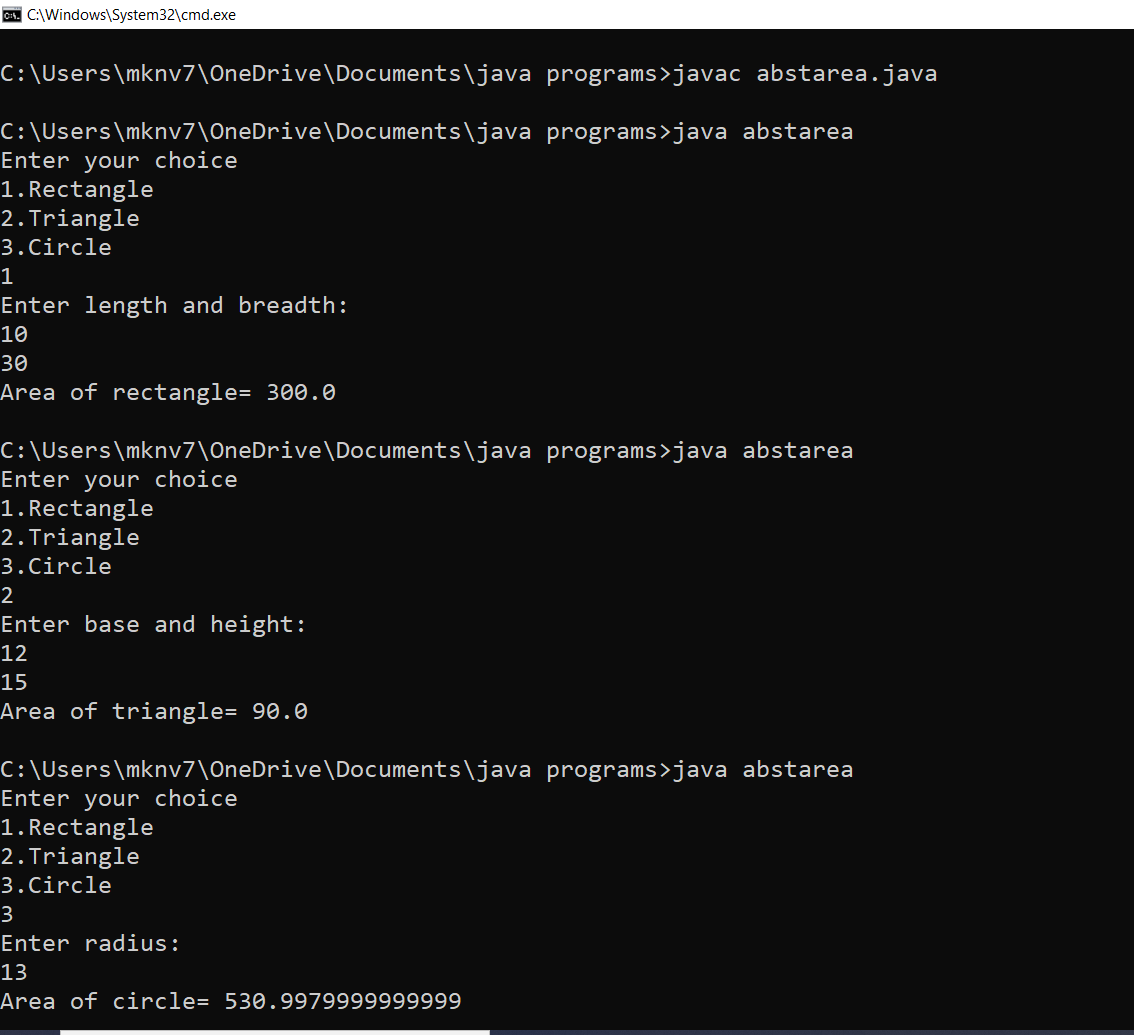 C:\Windows\System32\cmd.exe
C:\Users\mknv7\OneDrive\Documents\java programs>javac abstarea.java
C:\Users\mknv7\OneDrive\Documents\java programs>java abstarea
Enter your choice
1.Rectangle
2.Triangle
3.Circle
1
Enter length and breadth:
10
30
Area of rectangle= 300.0
C:\Users\mknv7\OneDrive\Documents\java programs>java abstarea
Enter your choice
1.Rectangle
2.Triangle
3.Circle
2
Enter base and height:
12
15
Area of triangle= 90.0
C:\Users\mknv7\OneDrive\Documents\java programs>java abstarea
Enter your choice
1.Rectangle
2.Triangle
3.Circle
3
Enter radius:
13
Area of circle= 530.9979999999999